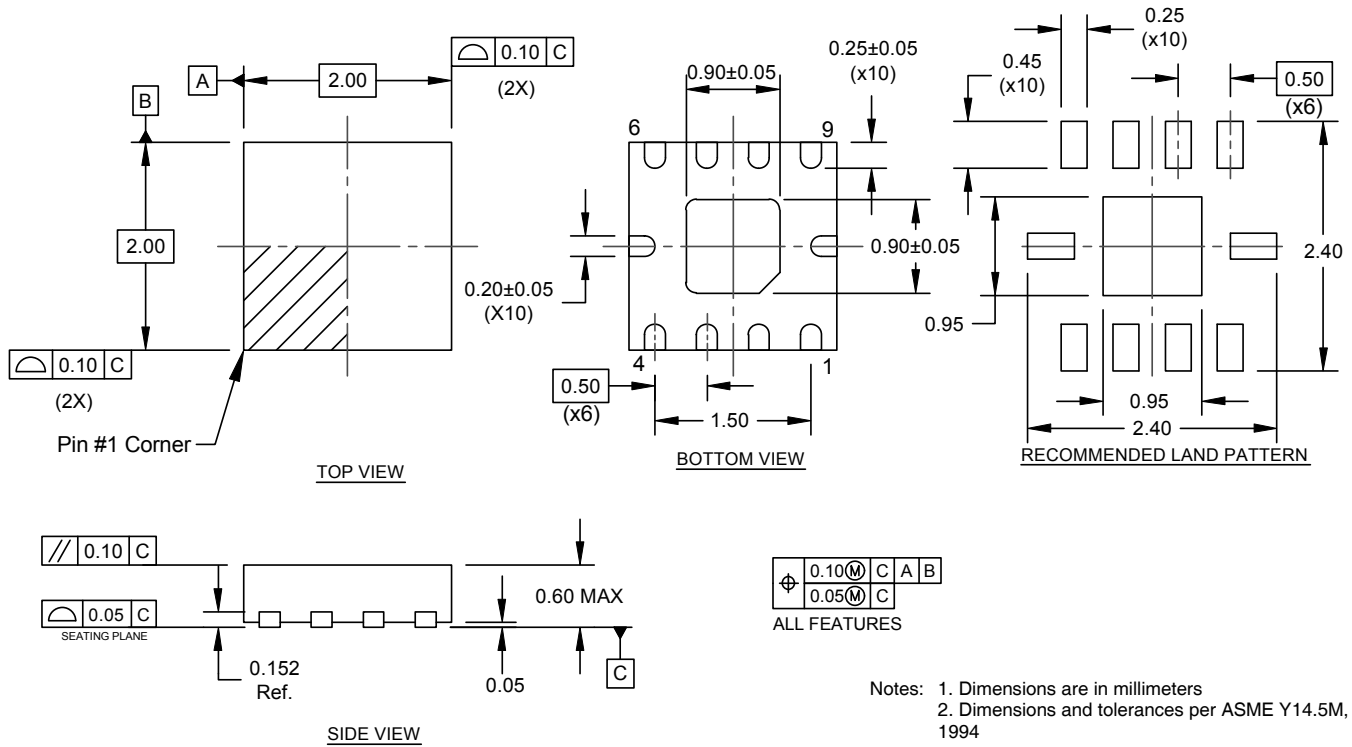 A
2.00
⌓ 0.10 C
(2X)
B
2.00
⌓ 0.10 C
(2X)
Pin #1 Corner
TOP VIEW
0.90±0.05
0.25±0.05
(x10)
6
9
0.20±0.05
(X10)
0.90±0.05
4
1
0.50
(x6)
1.50
BOTTOM VIEW
0.25
(x10)
0.45
(x10)
0.50
(x6)
2.40
0.95
0.95
2.40
RECOMMENDED LAND PATTERN
// 0.10 C
⌓ 0.05 C
SEATING PLANE
0.152
Ref.
0.60 MAX
0.05
C
SIDE VIEW
⌖ 0.10Ⓜ C A B
0.05Ⓜ C
ALL FEATURES
Notes: 1. Dimensions are in millimeters
2. Dimensions and tolerances per ASME Y14.5M,
1994